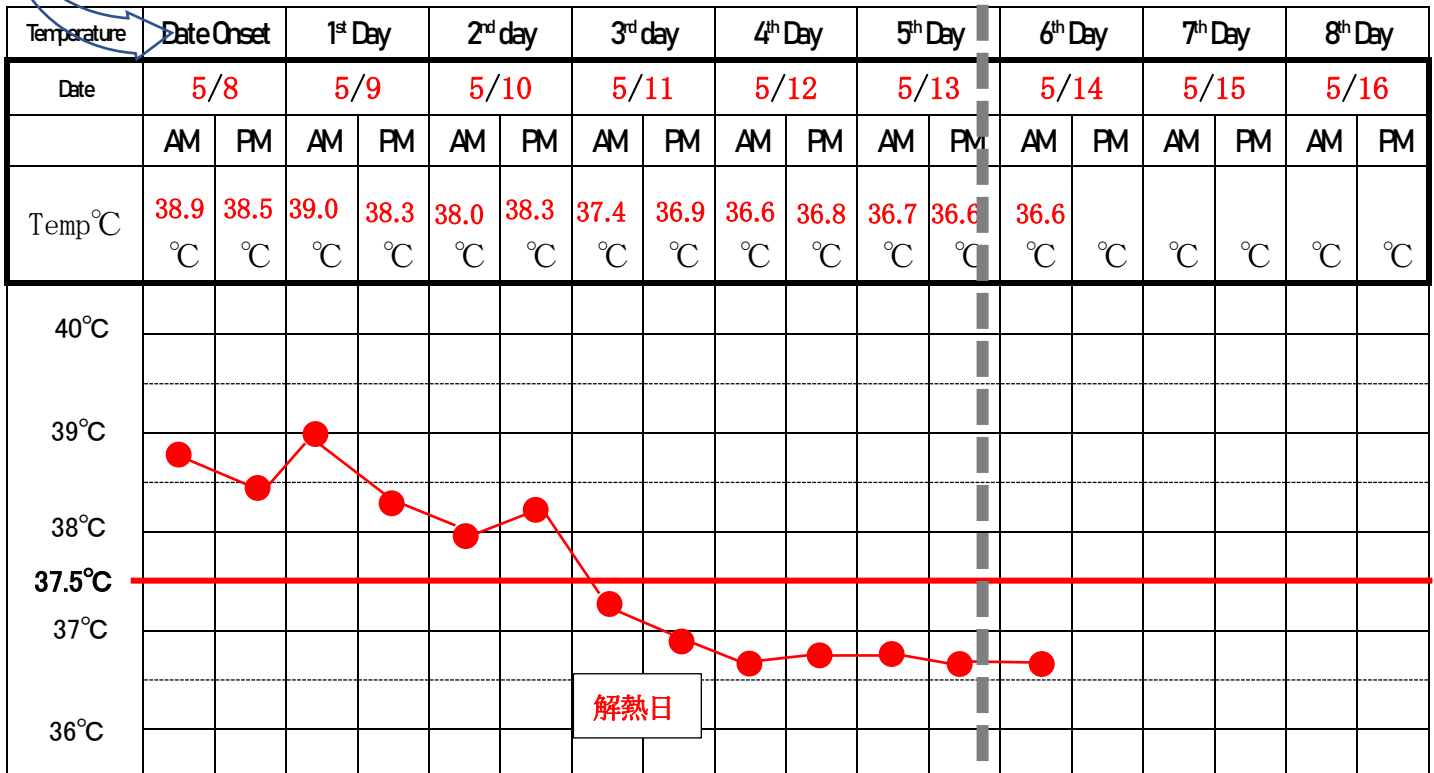 Temperature Date Onset 1st Day 2nd day 3rd day 4th Day 5th Day 6th Day 7th Day 8th Day
Date 5/8 5/9 5/10 5/11 5/12 5/13 5/14 5/15 5/16
AM PM AM PM AM PM AM PM AM PM AM PM AM PM AM PM AM PM
Temp℃ 38.9 38.5 39.0 38.3 38.0 38.3 37.4 36.9 36.6 36.8 36.7 36.6 36.6
℃ ℃ ℃ ℃ ℃ ℃ ℃ ℃ ℃ ℃ ℃ ℃ ℃ ℃ ℃ ℃ ℃ ℃
40℃
39℃
38℃
37.5℃
37℃
解熱日
36℃